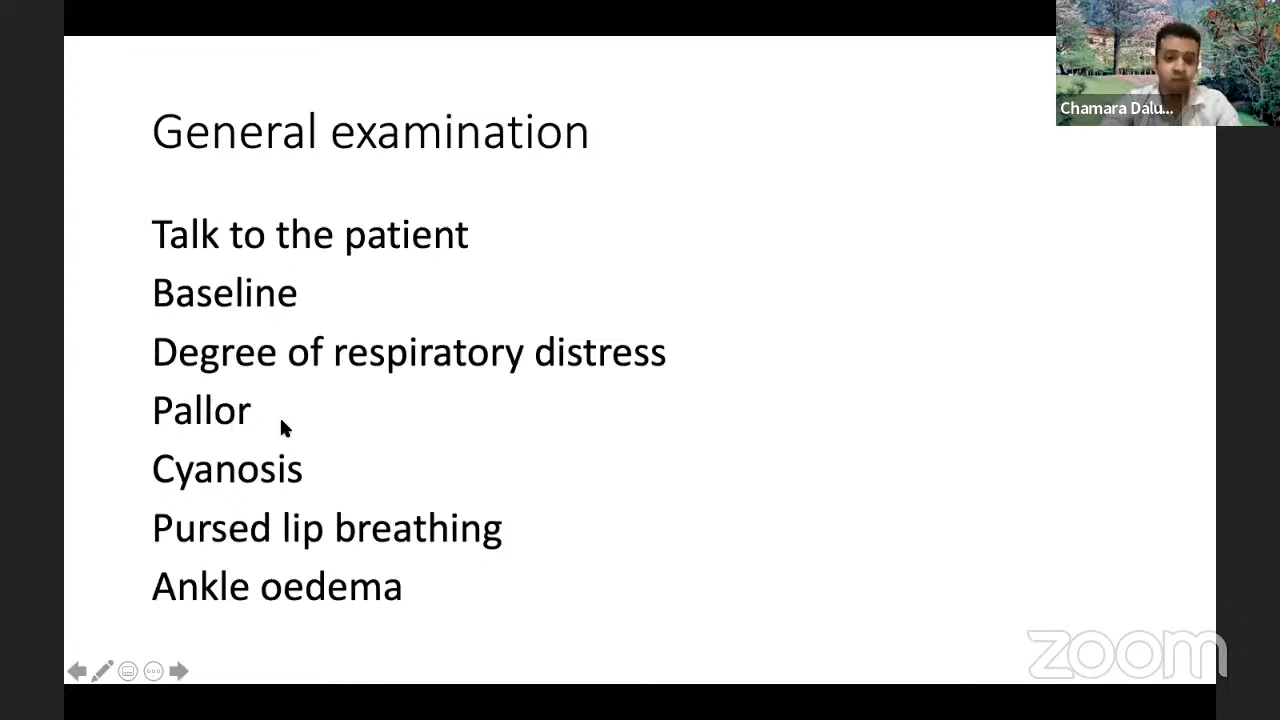 Chamara Dalu...
General examination
Talk to the patient
Baseline
Degree of respiratory distress
Pallor
Cyanosis
Pursed lip breathing
Ankle oedema
zoom